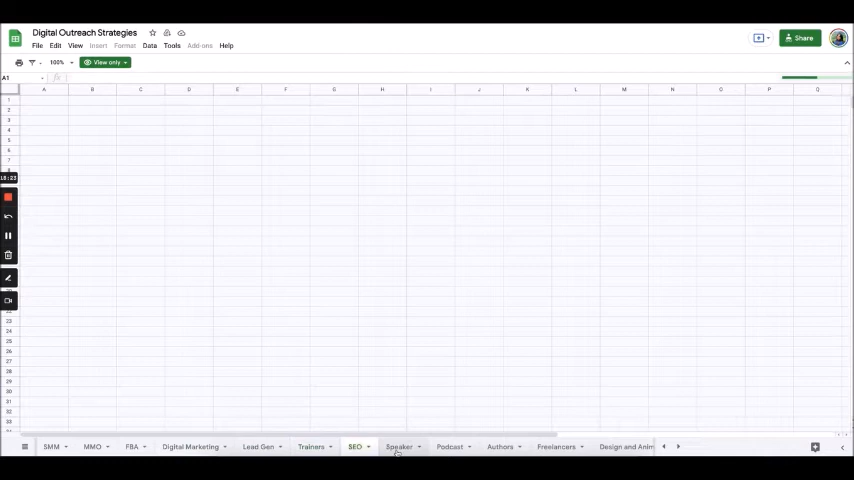 Digital Outreach Strategies
File Edit View Insert Format Data Tools Add-ons Help
Share
100% View only
A1 fx
A B C D E F G H I J K L M N O P Q
1
2
3
4
5
6
7
18:23
22
23
24
25
26
27
28
29
30
31
32
33
SMM MMO FBA Digital Marketing Lead Gen Trainers SEO Speaker Podcast Authors Freelancers Design and Anim